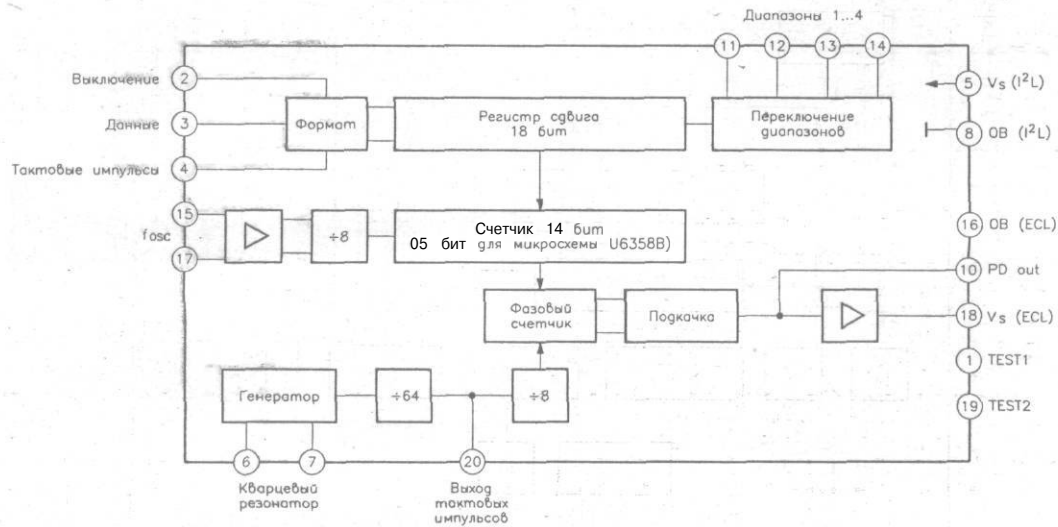 Диапазоны 1...4
11 12 13 14
Выключение 2
5 Vs (I²L)
Данные 3
Формат
Регистр сдвига
18 бит
Переключение
диапазонов
8 OB (I²L)
Тактовые импульсы 4
15
fosc
17
÷8
Счетчик 14 бит
05 бит для микросхемы U6358B)
16 OB (ECL)
10 PD out
Фазовый
счетчик
Подкачка
18 Vs (ECL)
1 TEST1
Генератор
÷64
÷8
19 TEST2
6 7 20
Кварцевый
резонатор
Выход
тактовых
импульсов